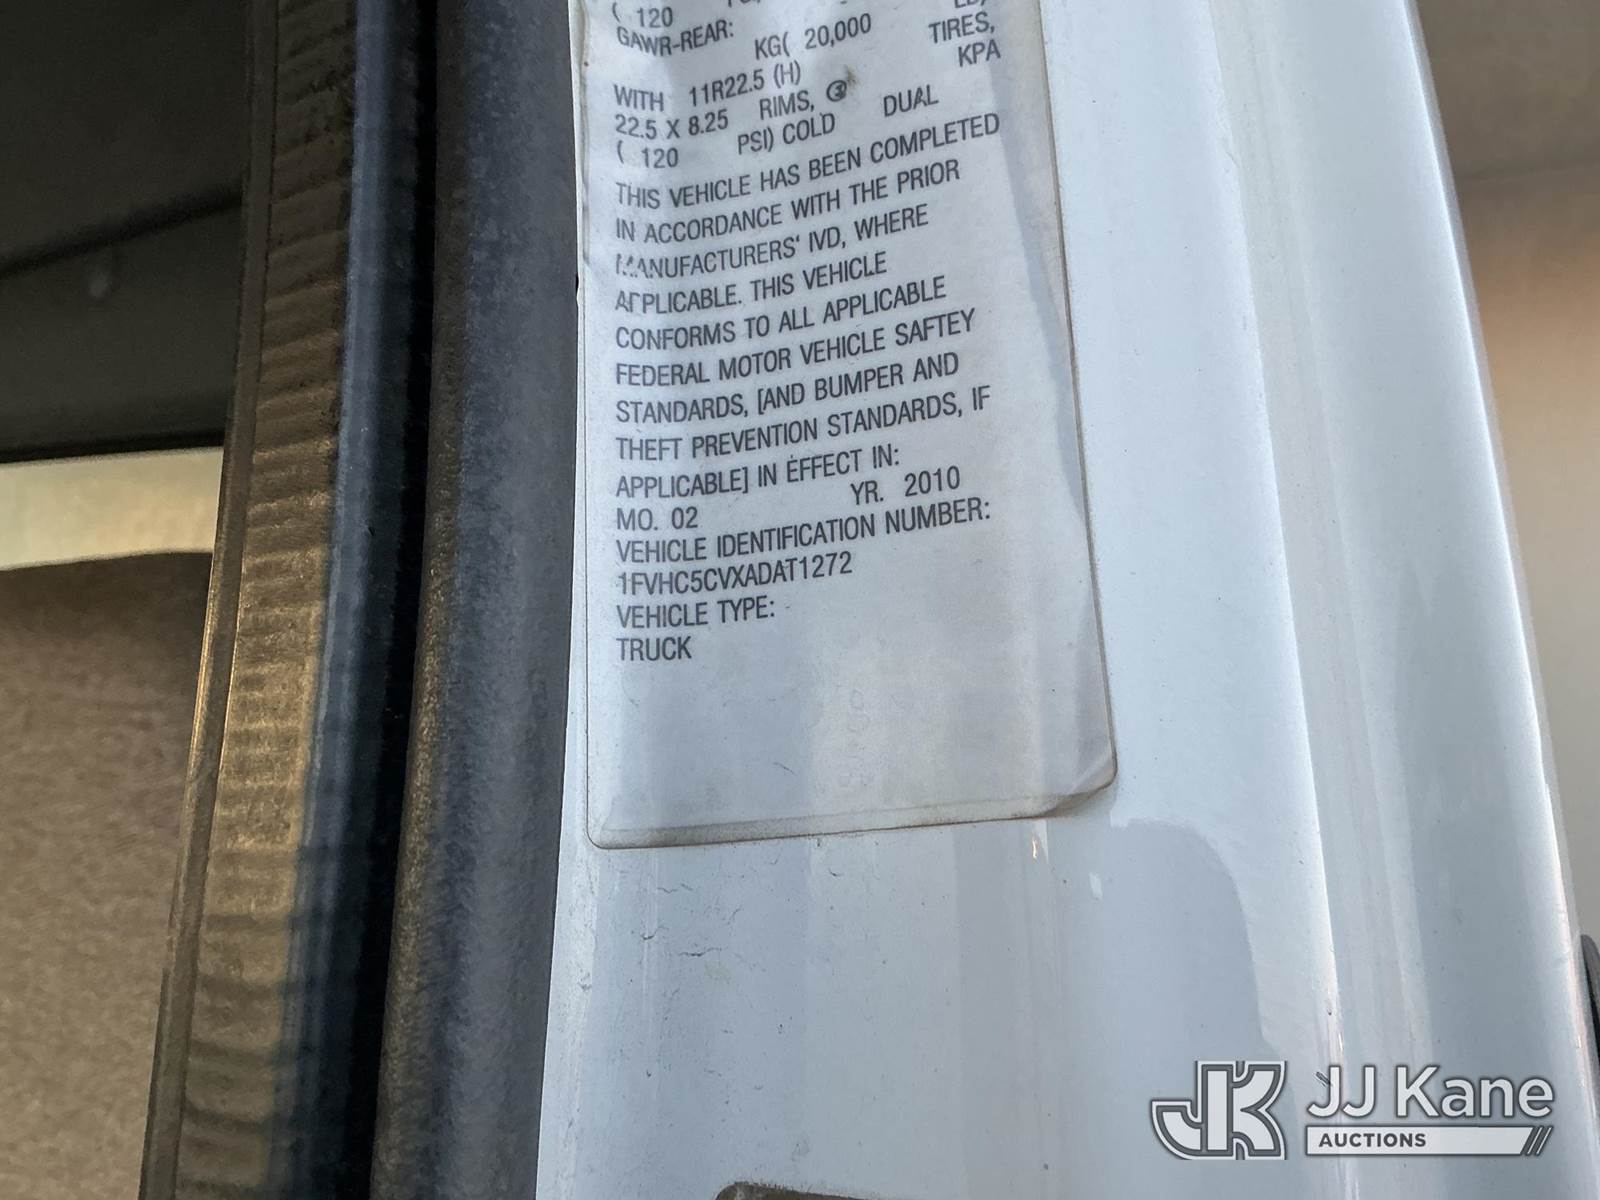 ( 120
GAWR-REAR:
KG( 20,000
WITH 11R22.5 (H) TIRES,
22.5 X 8.25 RIMS, @ KPA
( 120 PSI) COLD DUAL
THIS VEHICLE HAS BEEN COMPLETED
IN ACCORDANCE WITH THE PRIOR
MANUFACTURERS' IVD, WHERE
APPLICABLE. THIS VEHICLE
CONFORMS TO ALL APPLICABLE
FEDERAL MOTOR VEHICLE SAFTEY
STANDARDS, [AND BUMPER AND
THEFT PREVENTION STANDARDS, IF
APPLICABLE] IN EFFECT IN:
MO. 02 YR. 2010
VEHICLE IDENTIFICATION NUMBER:
1FVHC5CVXADAT1272
VEHICLE TYPE:
TRUCK
JK JJ Kane
AUCTIONS